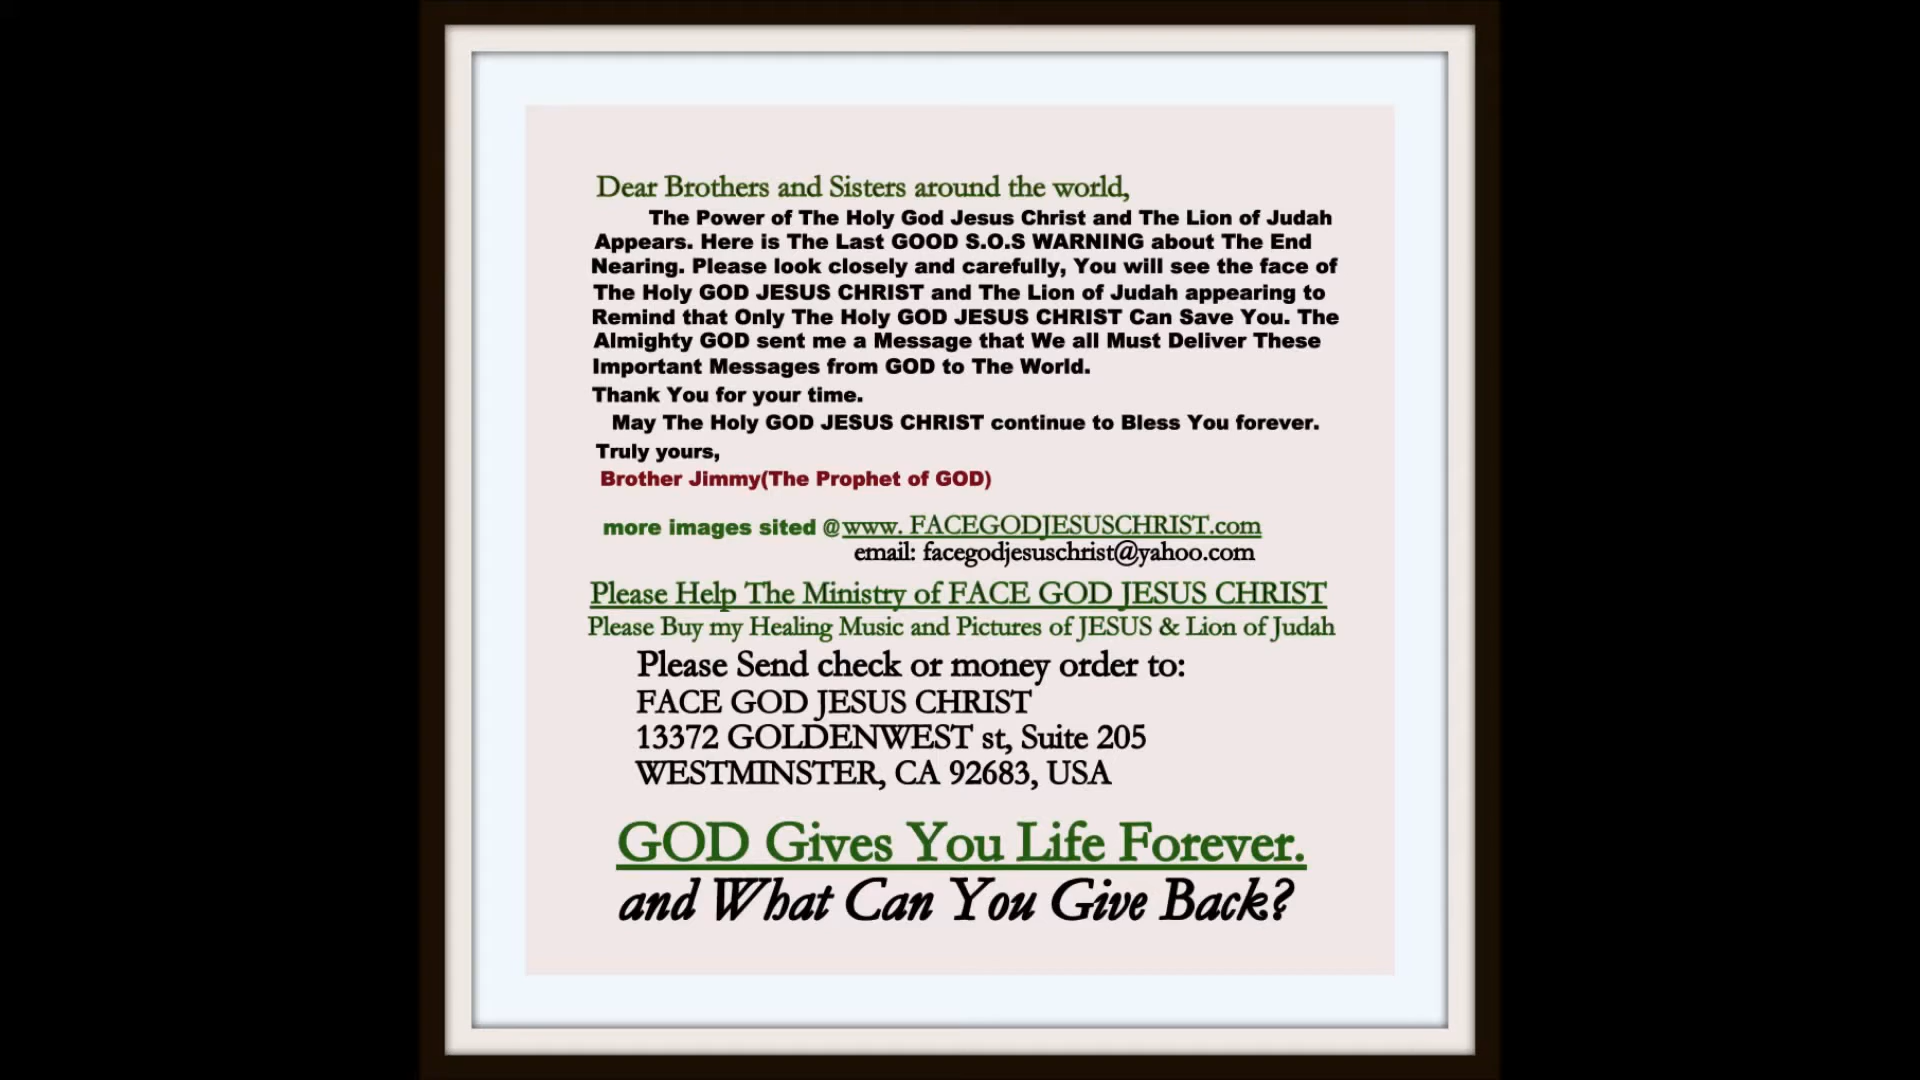 Dear Brothers and Sisters around the world,
The Power of The Holy God Jesus Christ and The Lion of Judah
Appears. Here is The Last GOOD S.O.S WARNING about The End
Nearing. Please look closely and carefully, You will see the face of
The Holy GOD JESUS CHRIST and The Lion of Judah appearing to
Remind that Only The Holy GOD JESUS CHRIST Can Save You. The
Almighty GOD sent me a Message that We all Must Deliver These
Important Messages from GOD to The World.
Thank You for your time.
May The Holy GOD JESUS CHRIST continue to Bless You forever.
Truly yours,
Brother Jimmy(The Prophet of GOD)
more images sited @www. FACEGODJESUSCHRIST.com
email: facegodjesuschrist@yahoo.com
Please Help The Ministry of FACE GOD JESUS CHRIST
Please Buy my Healing Music and Pictures of JESUS & Lion of Judah
Please Send check or money order to:
FACE GOD JESUS CHRIST
13372 GOLDENWEST st, Suite 205
WESTMINSTER, CA 92683, USA
GOD Gives You Life Forever.
and What Can You Give Back?